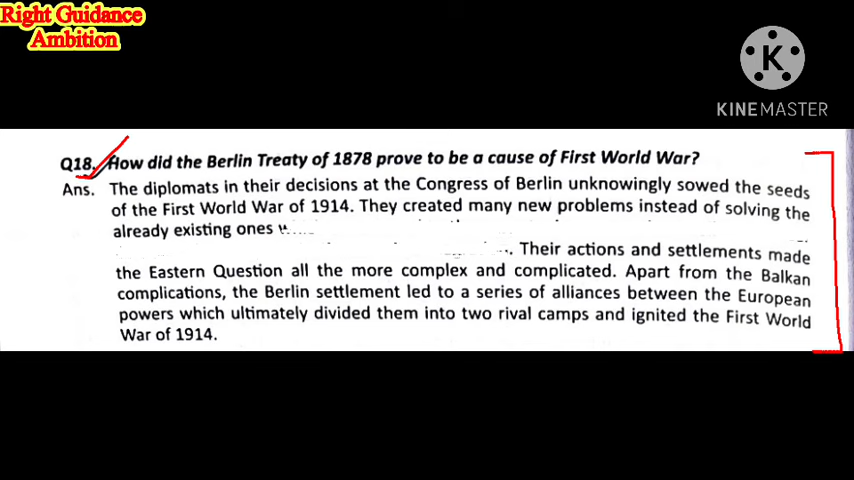 Right Guidance
Ambition
K
KINEMASTER
Q18. How did the Berlin Treaty of 1878 prove to be a cause of First World War?
Ans. The diplomats in their decisions at the Congress of Berlin unknowingly sowed the seeds
of the First World War of 1914. They created many new problems instead of solving the
already existing ones
. Their actions and settlements made
the Eastern Question all the more complex and complicated. Apart from the Balkan
complications, the Berlin settlement led to a series of alliances between the European
powers which ultimately divided them into two rival camps and ignited the First World
War of 1914.